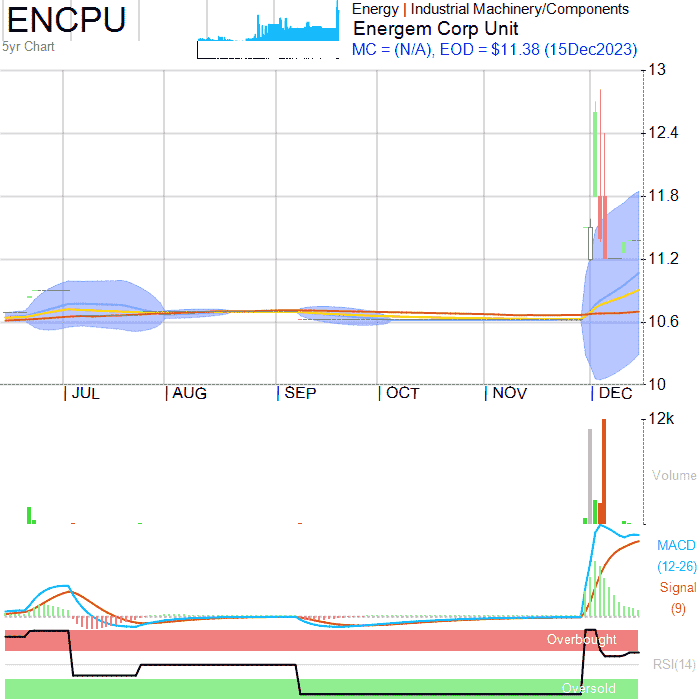 ENCPU
5yr Chart
Energy | Industrial Machinery/Components
Energem Corp Unit
MC = (N/A), EOD = $11.38 (15Dec2023)
13
12.4
11.8
11.2
10.6
10
JUL AUG SEP OCT NOV DEC
12k
Volume
MACD
(12-26)
Signal
(9)
Overbought
RSI(14)
Oversold